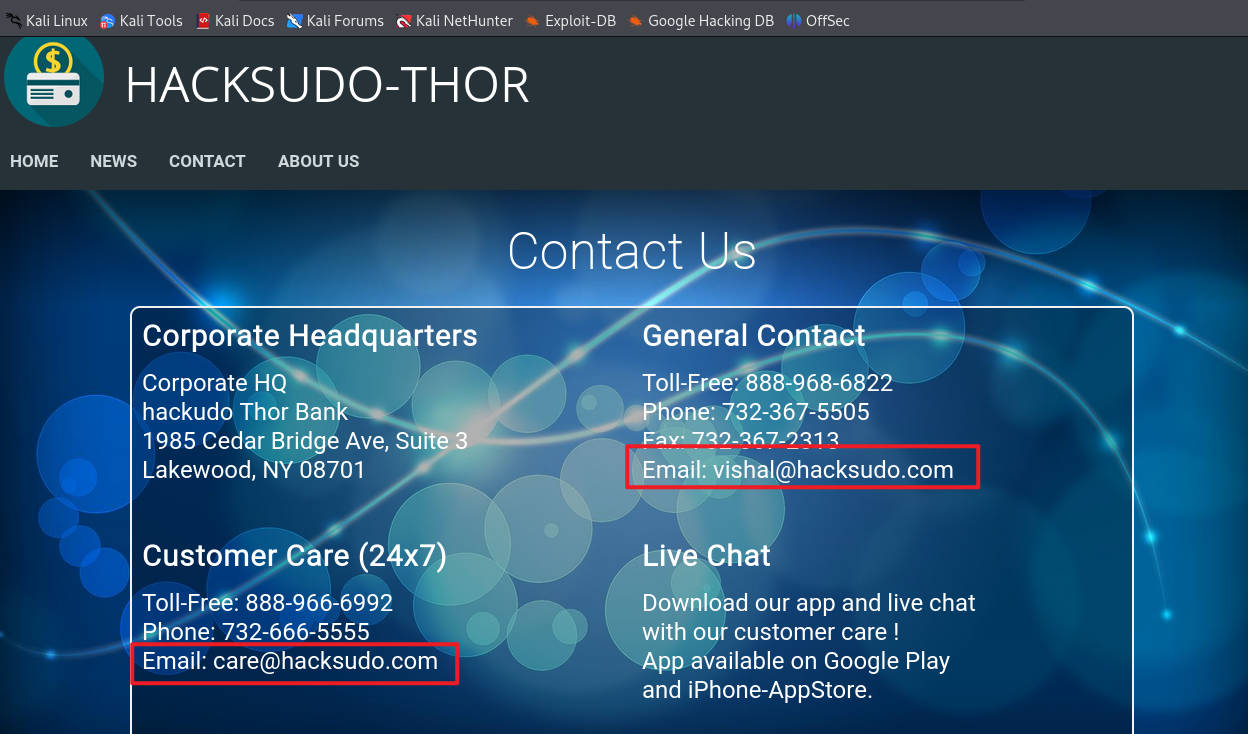 Kali Linux Kali Tools Kali Docs Kali Forums Kali NetHunter Exploit-DB Google Hacking DB OffSec
$
HACKSUDO-THOR
HOME NEWS CONTACT ABOUT US
Contact Us
Corporate Headquarters
Corporate HQ
hackudo Thor Bank
1985 Cedar Bridge Ave, Suite 3
Lakewood, NY 08701
General Contact
Toll-Free: 888-968-6822
Phone: 732-367-5505
Fax: 732-367-2313
Email: vishal@hacksudo.com
Customer Care (24x7)
Toll-Free: 888-966-6992
Phone: 732-666-5555
Email: care@hacksudo.com
Live Chat
Download our app and live chat
with our customer care !
App available on Google Play
and iPhone-AppStore.